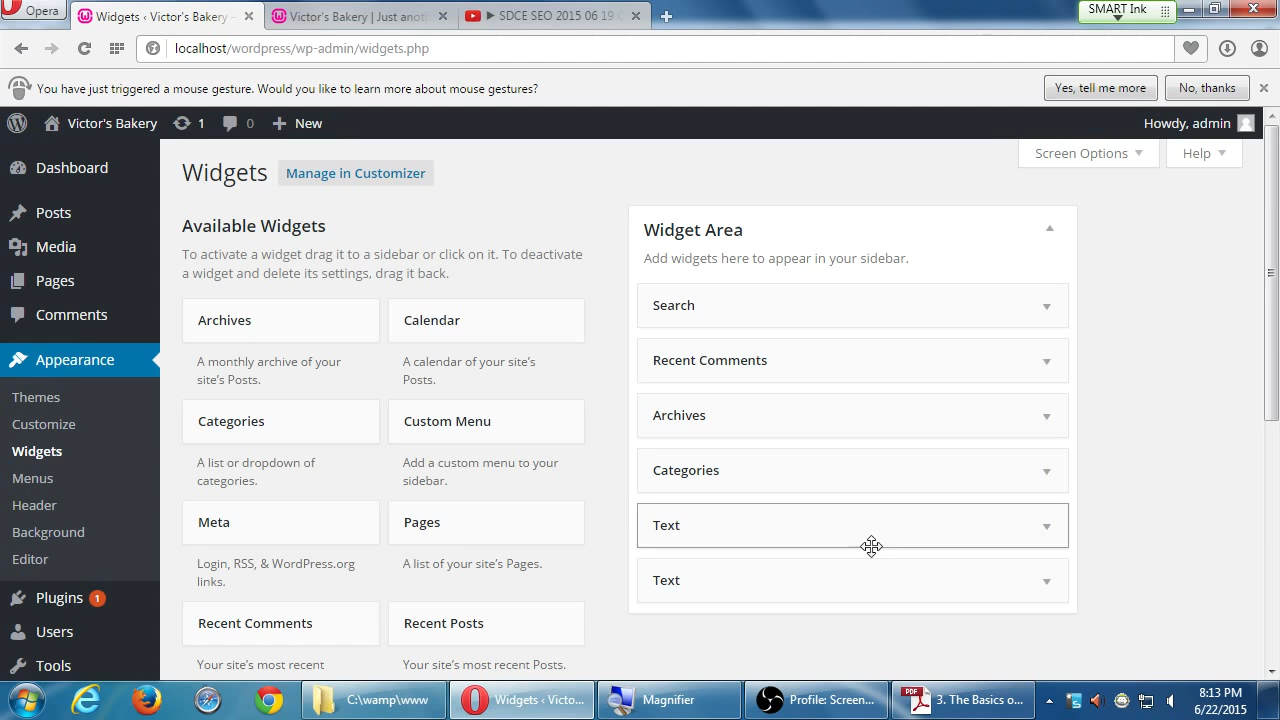 Opera
Widgets ‹ Victor's Bakery –
Victor's Bakery | Just anoth
SDCE SEO 2015 06 19
SMART Ink
localhost/wordpress/wp-admin/widgets.php
You have just triggered a mouse gesture. Would you like to learn more about mouse gestures?
Yes, tell me more
No, thanks
Victor's Bakery
1
0
New
Howdy, admin
Screen Options
Help
Dashboard
Posts
Media
Pages
Comments
Appearance
Themes
Customize
Widgets
Menus
Header
Background
Editor
Plugins 1
Users
Tools
Widgets
Manage in Customizer
Available Widgets
To activate a widget drag it to a sidebar or click on it. To deactivate
a widget and delete its settings, drag it back.
Archives
Calendar
A monthly archive of your
site's Posts.
A calendar of your site's
Posts.
Categories
Custom Menu
A list or dropdown of
categories.
Add a custom menu to your
sidebar.
Meta
Pages
Login, RSS, & WordPress.org
links.
A list of your site's Pages.
Recent Comments
Recent Posts
Your site's most recent
Your site's most recent Posts.
Widget Area
Add widgets here to appear in your sidebar.
Search
Recent Comments
Archives
Categories
Text
Text
C:\wamp\www
Widgets ‹ Victo...
Magnifier
Profile: Screen...
PDF
3. The Basics o...
8:13 PM
6/22/2015